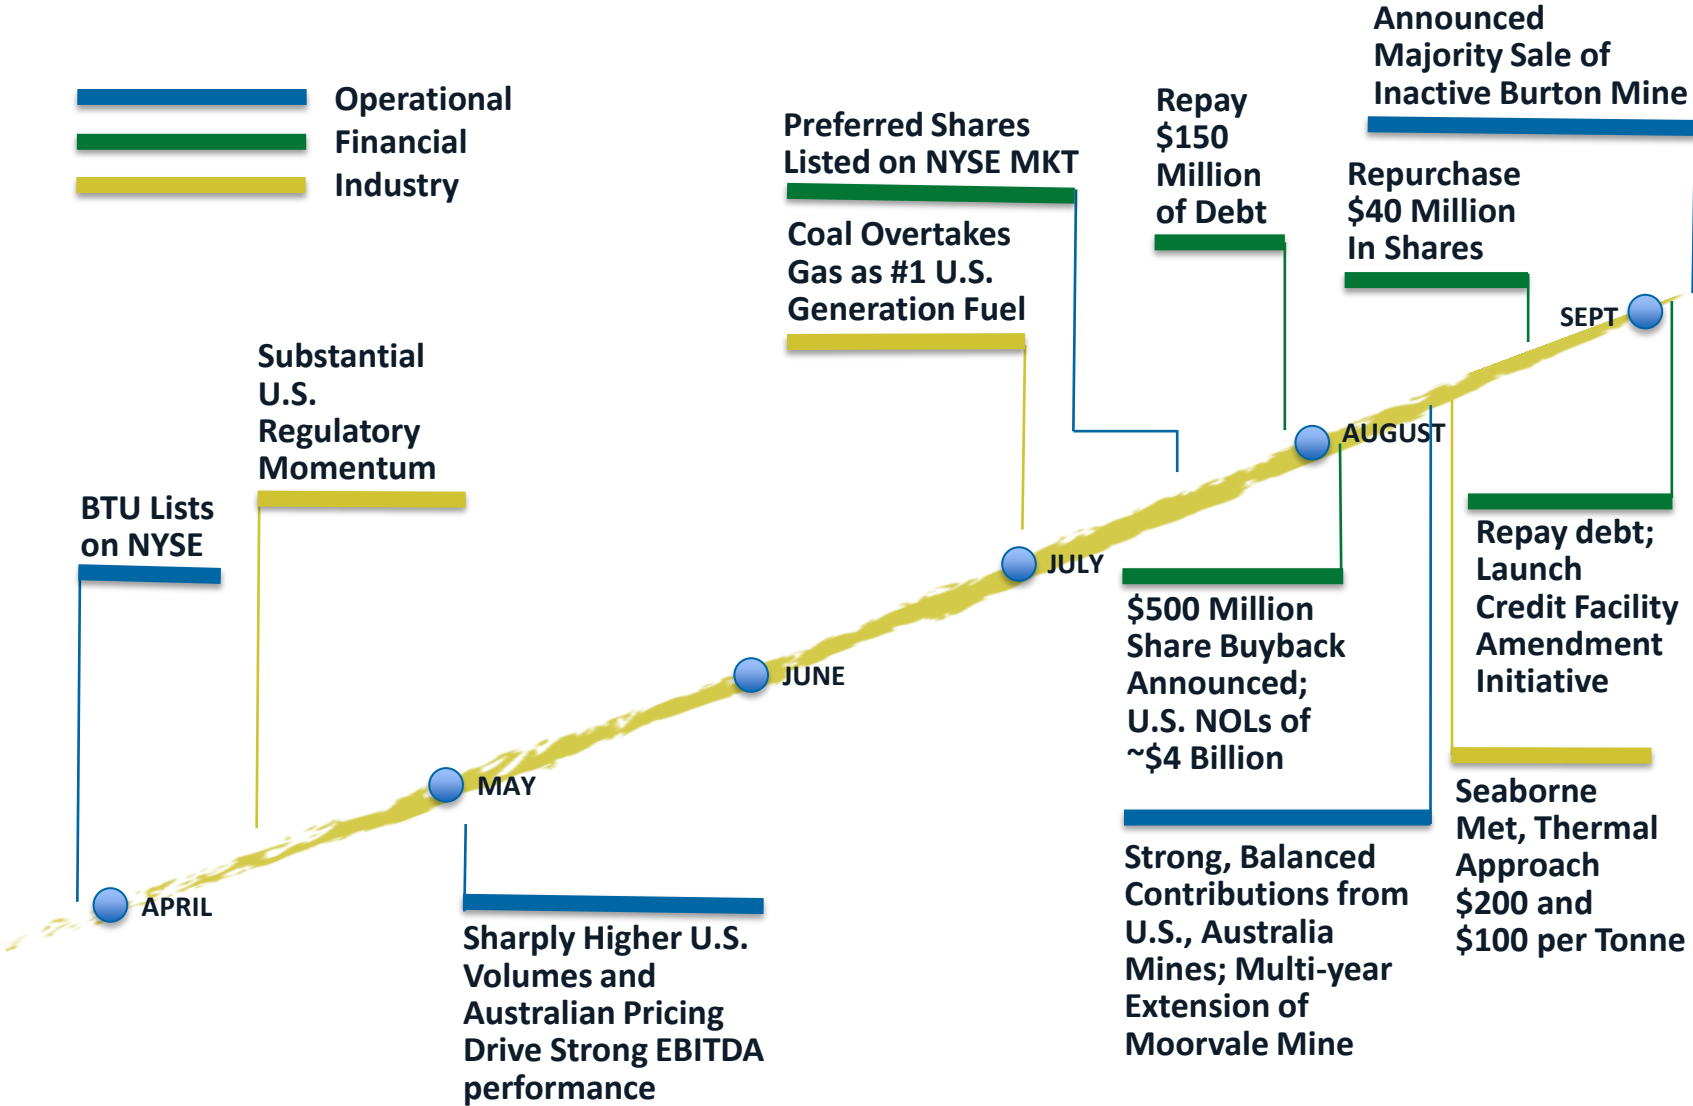 Operational
Financial
Industry
BTU Lists
on NYSE
Substantial
U.S.
Regulatory
Momentum
Preferred Shares
Listed on NYSE MKT
Coal Overtakes
Gas as #1 U.S.
Generation Fuel
Repay
$150
Million
of Debt
Announced
Majority Sale of
Inactive Burton Mine
Repurchase
$40 Million
In Shares
APRIL
MAY
JUNE
JULY
AUGUST
SEPT
Sharply Higher U.S.
Volumes and
Australian Pricing
Drive Strong EBITDA
performance
$500 Million
Share Buyback
Announced;
U.S. NOLs of
~$4 Billion
Strong, Balanced
Contributions from
U.S., Australia
Mines; Multi-year
Extension of
Moorvale Mine
Repay debt;
Launch
Credit Facility
Amendment
Initiative
Seaborne
Met, Thermal
Approach
$200 and
$100 per Tonne